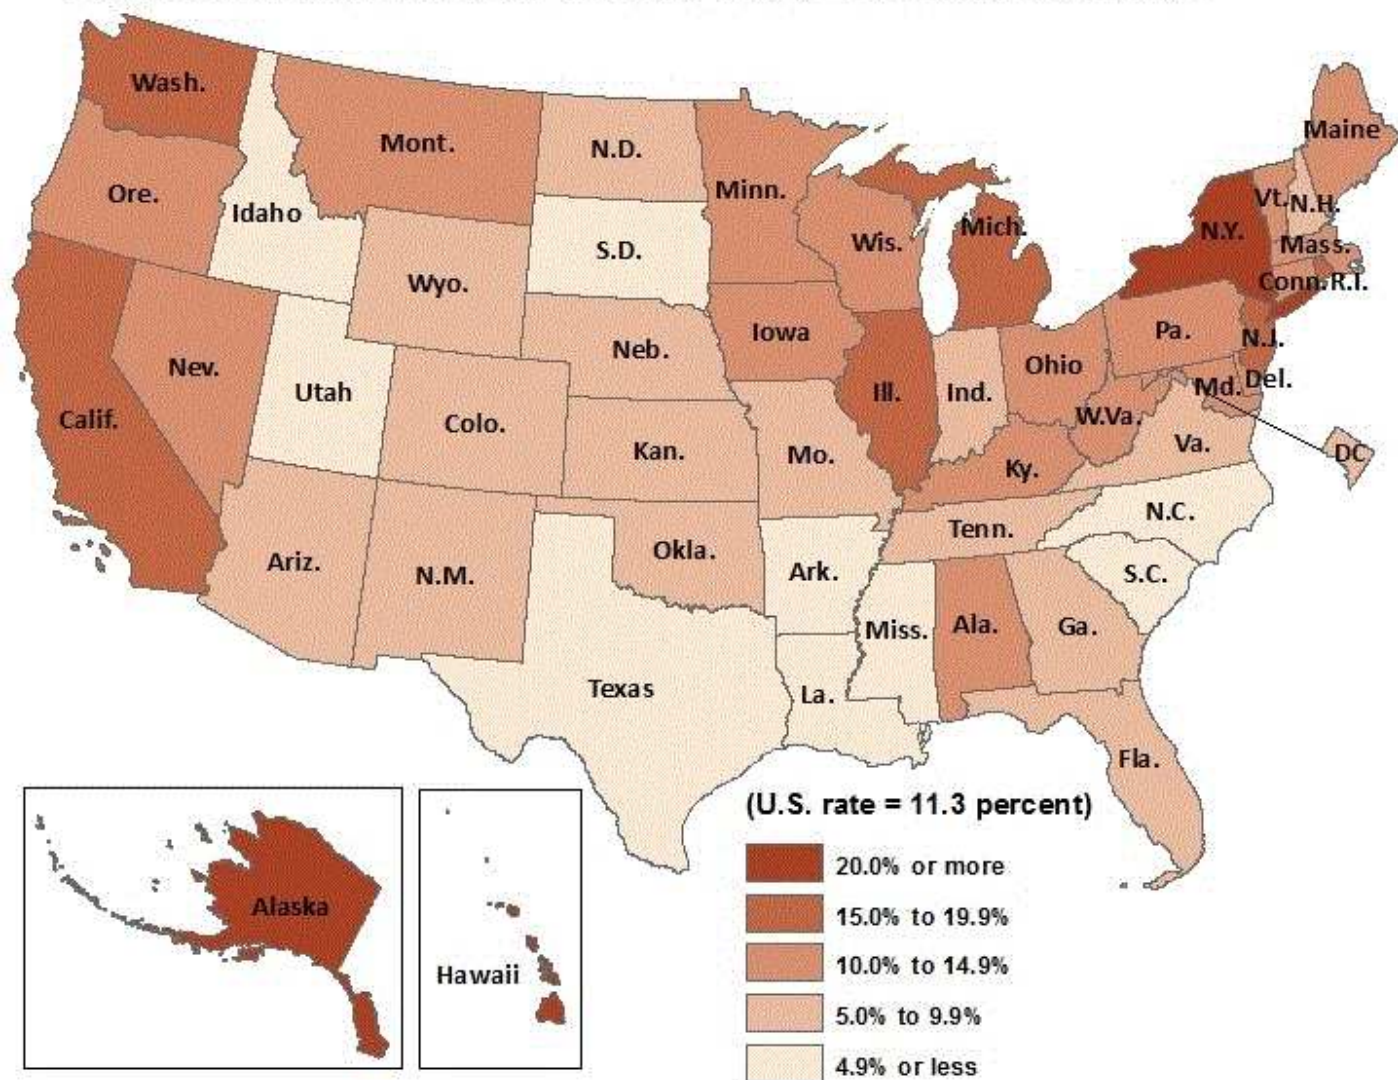 Wash.
Mont.
N.D.
Minn.
Maine
Ore.
Idaho
S.D.
Wis.
Mich.
Vt.
N.H.
N.Y.
Mass.
Wyo.
Conn.
R.I.
Iowa
Neb.
Pa.
N.J.
Nev.
Utah
Ohio
Md.
Del.
Calif.
Colo.
Ill.
Ind.
W.Va.
Kan.
Mo.
Ky.
Va.
DC
Ariz.
N.M.
Okla.
Ark.
Tenn.
N.C.
S.C.
Miss.
Ala.
Ga.
Texas
La.
Fla.
Alaska
Hawaii
(U.S. rate = 11.3 percent)
20.0% or more
15.0% to 19.9%
10.0% to 14.9%
5.0% to 9.9%
4.9% or less